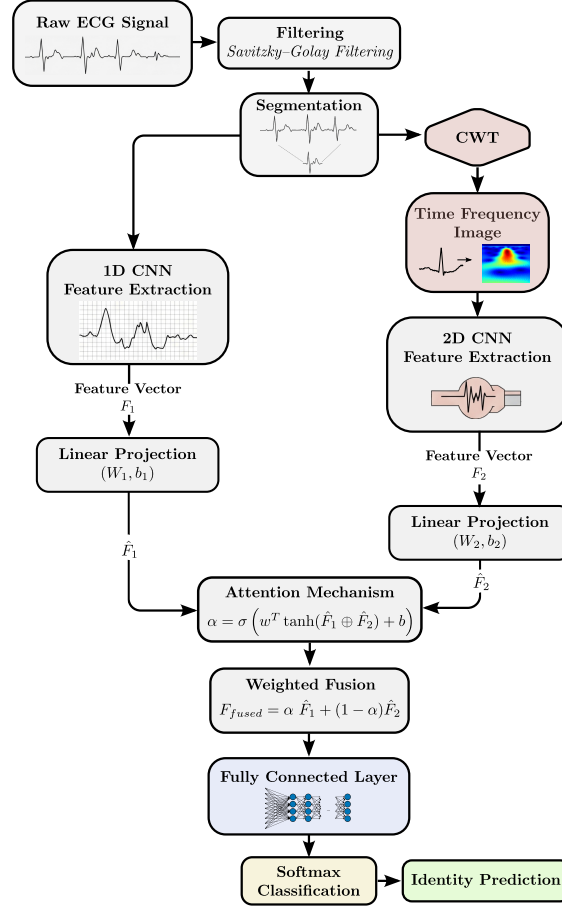 Raw ECG Signal
Filtering
Savitzky–Golay Filtering
Segmentation
CWT
Time Frequency
Image
1D CNN
Feature Extraction
2D CNN
Feature Extraction
Feature Vector
F₁
Feature Vector
F₂
Linear Projection
(W₁, b₁)
Linear Projection
(W₂, b₂)
F̂₁
F̂₂
Attention Mechanism
α = σ (wᵀ tanh(F̂₁ ⊕ F̂₂) + b)
Weighted Fusion
F_fused = α F̂₁ + (1 − α)F̂₂
Fully Connected Layer
Softmax
Classification
Identity Prediction